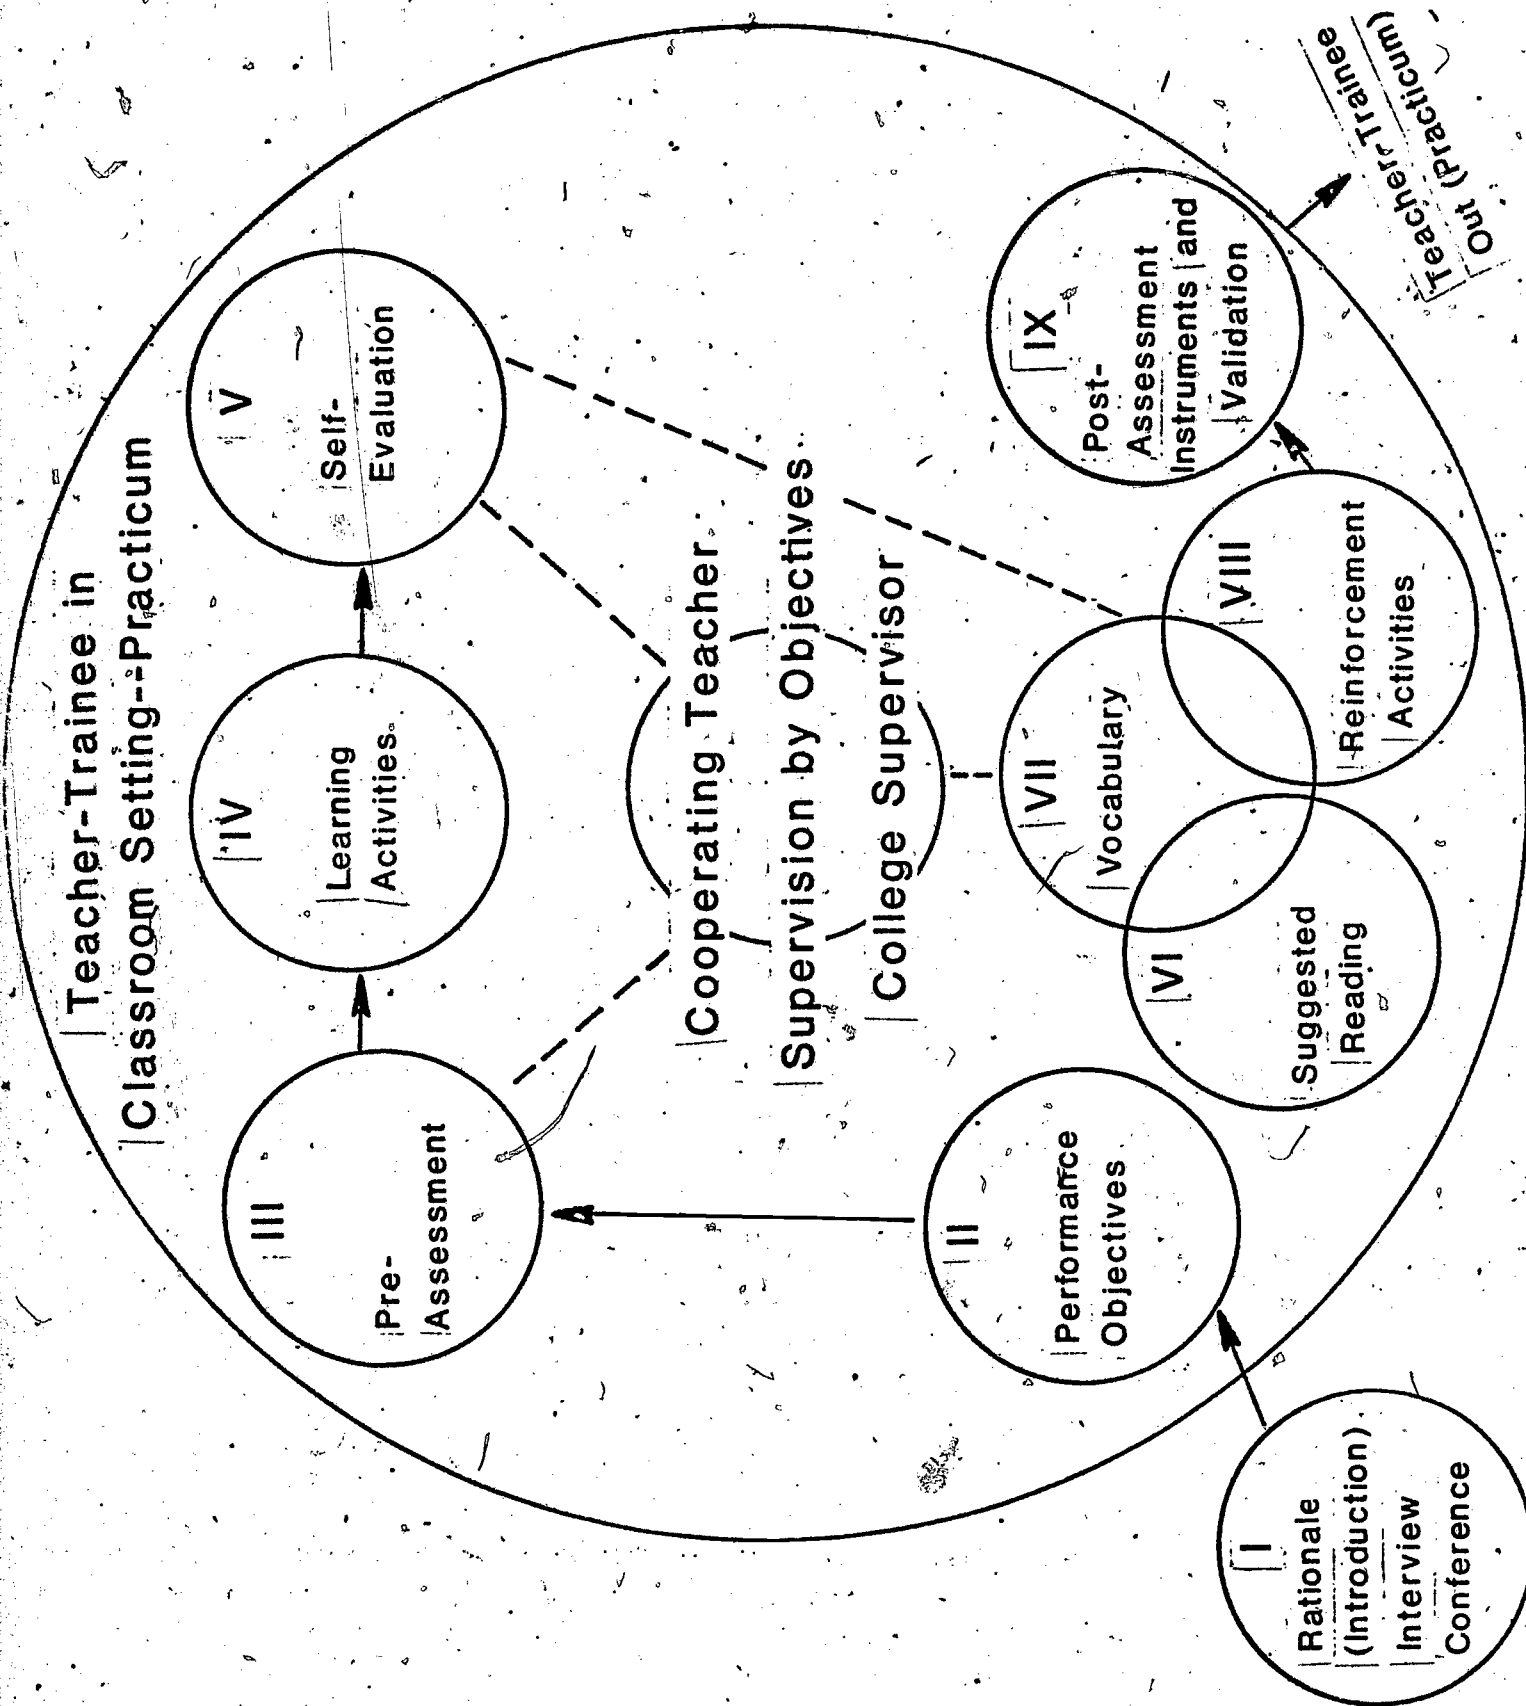 Teacher-Trainee in
Classroom Setting--Practicum
III
Pre-
Assessment
IV
Learning
Activities
V
Self-
Evaluation
Cooperating Teacher
Supervision by Objectives
College Supervisor
I
Rationale
(Introduction)
Interview
Conference
II
Performance
Objectives
VI
Suggested
Reading
VII
Vocabulary
VIII
Reinforcement
Activities
IX
Post-
Assessment
Instruments and
Validation
Teacher-Trainee
Out (Practicum)